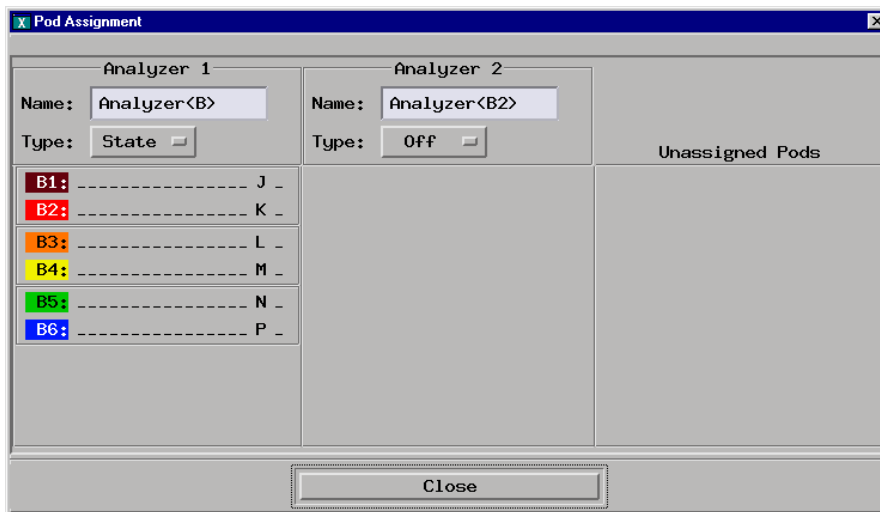 Pod Assignment
Analyzer 1
Name: Analyzer<B>
Type: State
B1: ________________ J _
B2: ________________ K _
B3: ________________ L _
B4: ________________ M _
B5: ________________ N _
B6: ________________ P _
Analyzer 2
Name: Analyzer<B2>
Type: Off
Unassigned Pods
Close